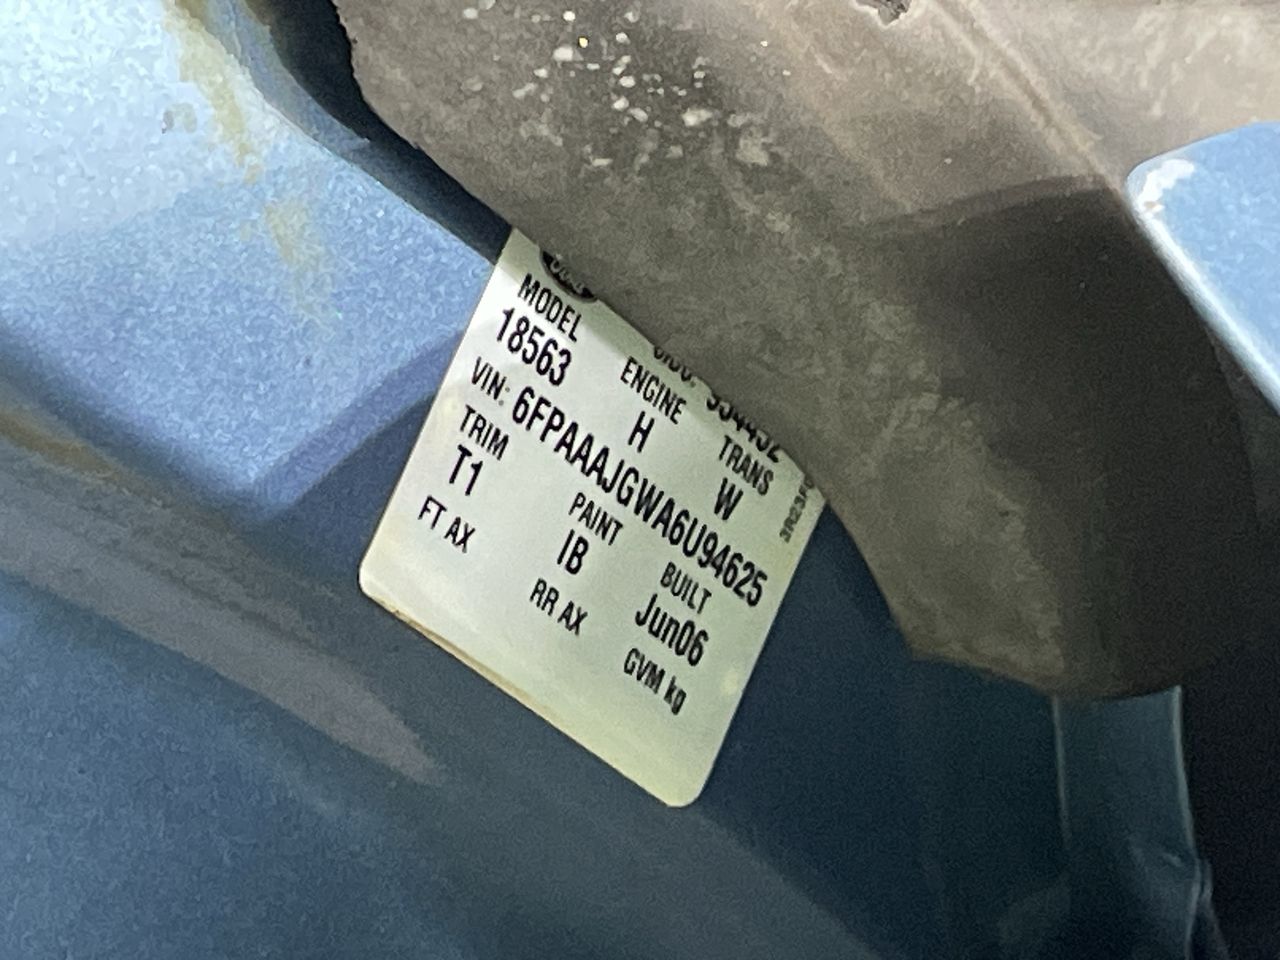 MODEL
18563
ENGINE
H
TRANS
W
VIN: 6FPAAAJGWA6U94625
TRIM
T1
PAINT
IB
BUILT
Jun06
FT AX
RR AX
GVM kg